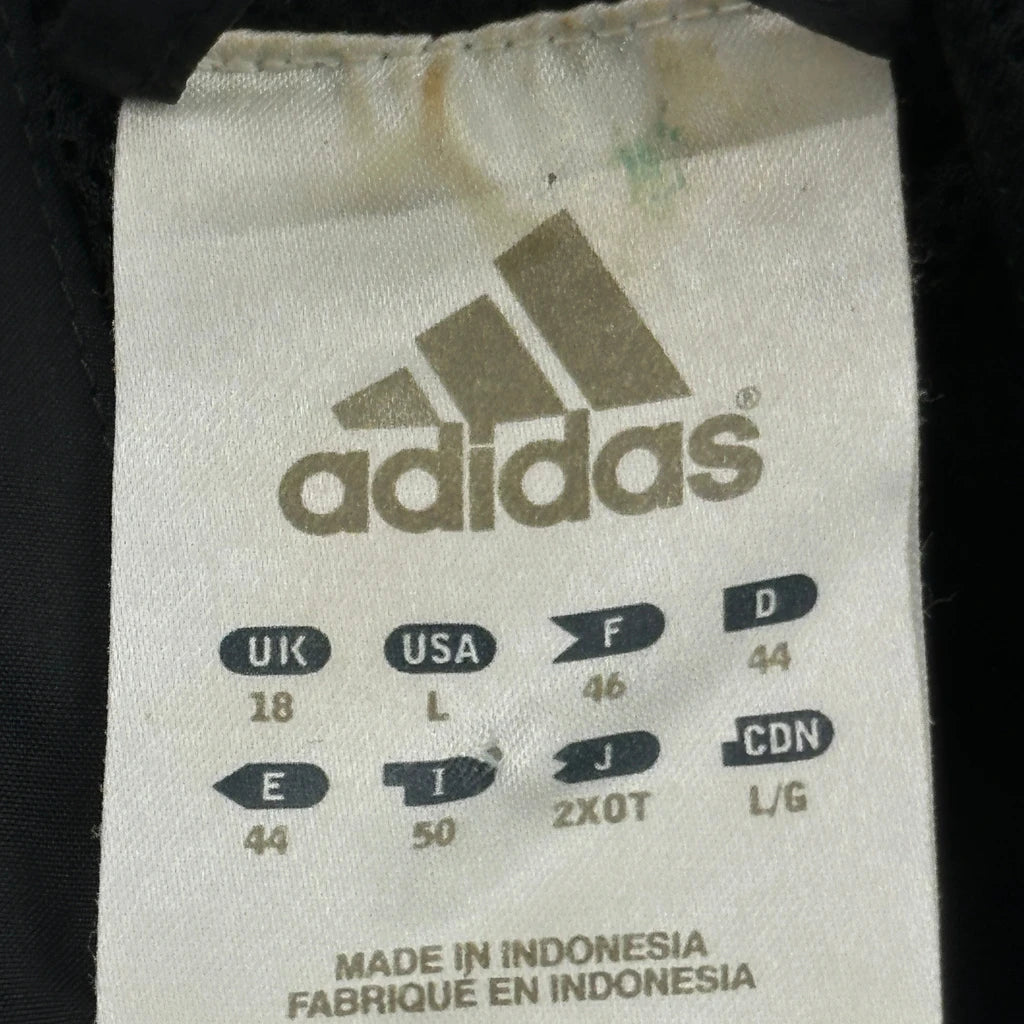 adidas®
UK USA F D
18 L 46 44
E I J CDN
44 50 2XOT L/G
MADE IN INDONESIA
FABRIQUÉ EN INDONESIA